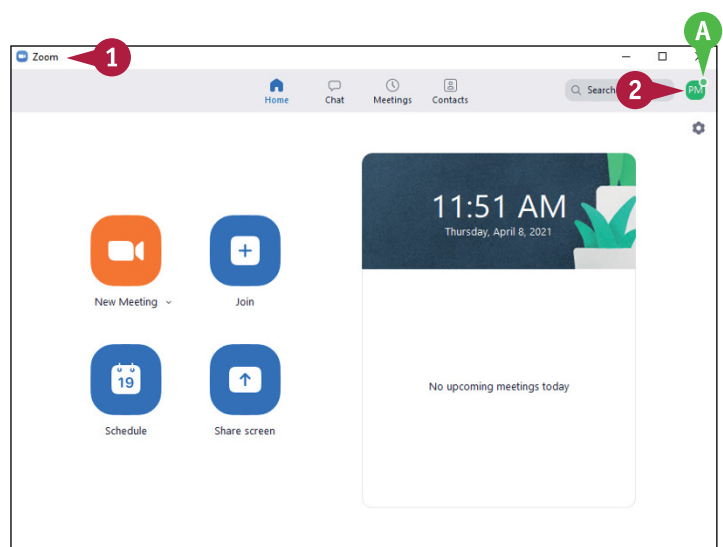 A
Zoom
1
Home
Chat
Meetings
Contacts
Search
2
PM
11:51 AM
Thursday, April 8, 2021
New Meeting
Join
19
Schedule
Share screen
No upcoming meetings today